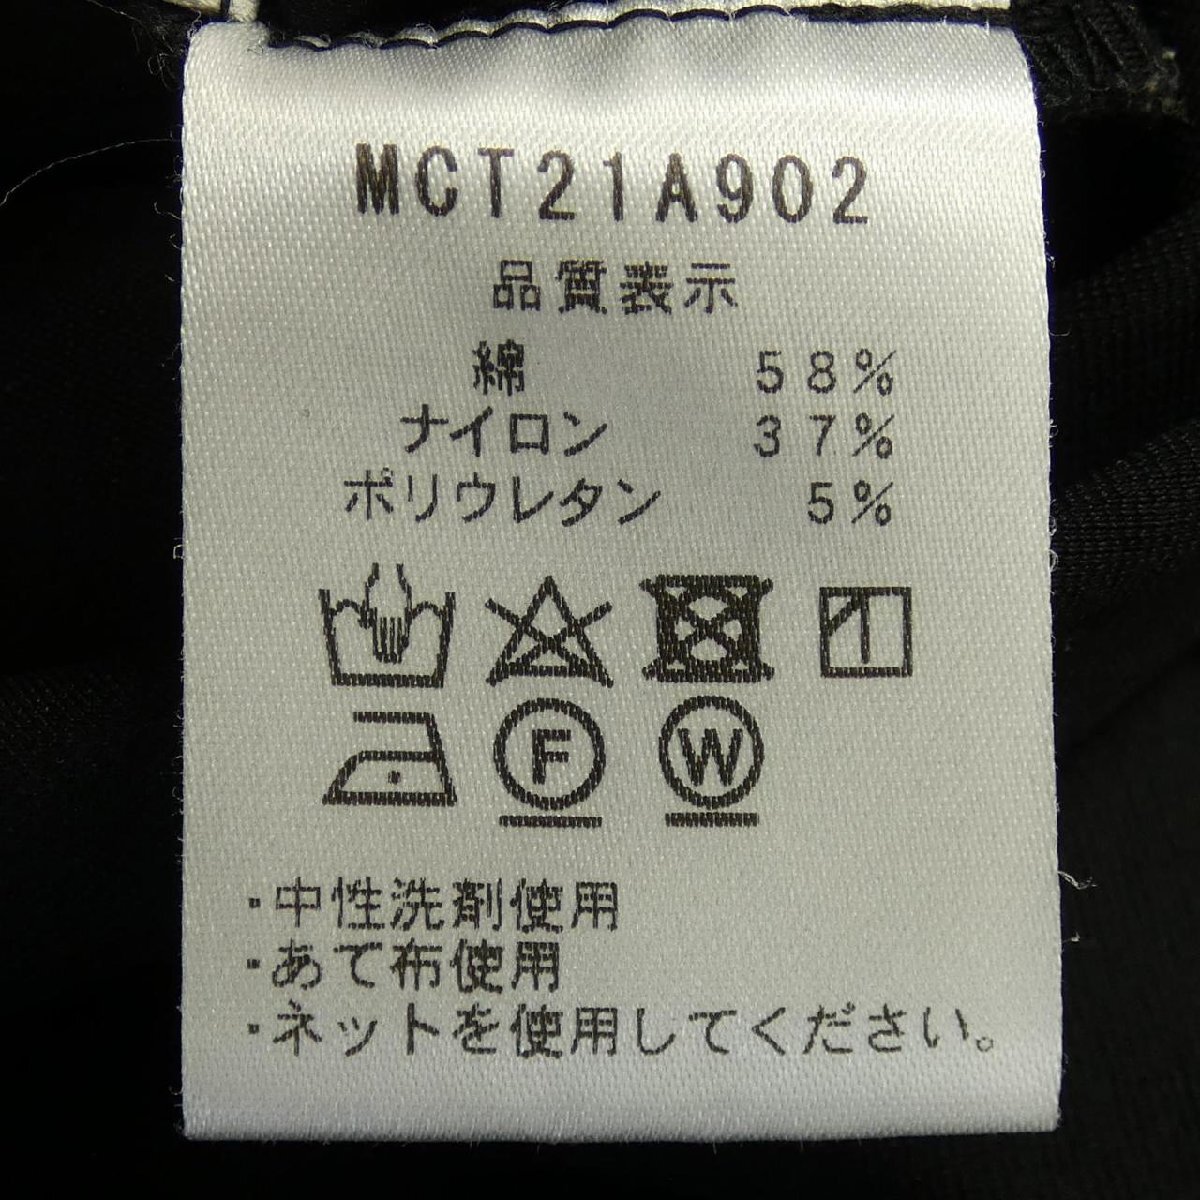 MCT21A902
品質表示
綿 58%
ナイロン 37%
ポリウレタン 5%
F W
・中性洗剤使用
・あて布使用
・ネットを使用してください。